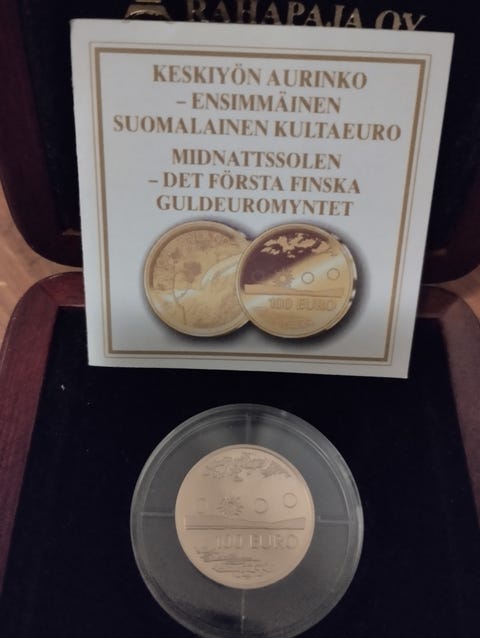 RAHAPAJA OY
KESKIYÖN AURINKO
– ENSIMMÄINEN
SUOMALAINEN KULTAEURO
MIDNATTSSOLEN
– DET FÖRSTA FINSKA
GULDEUROMYNTET
100 EURO
100 EURO